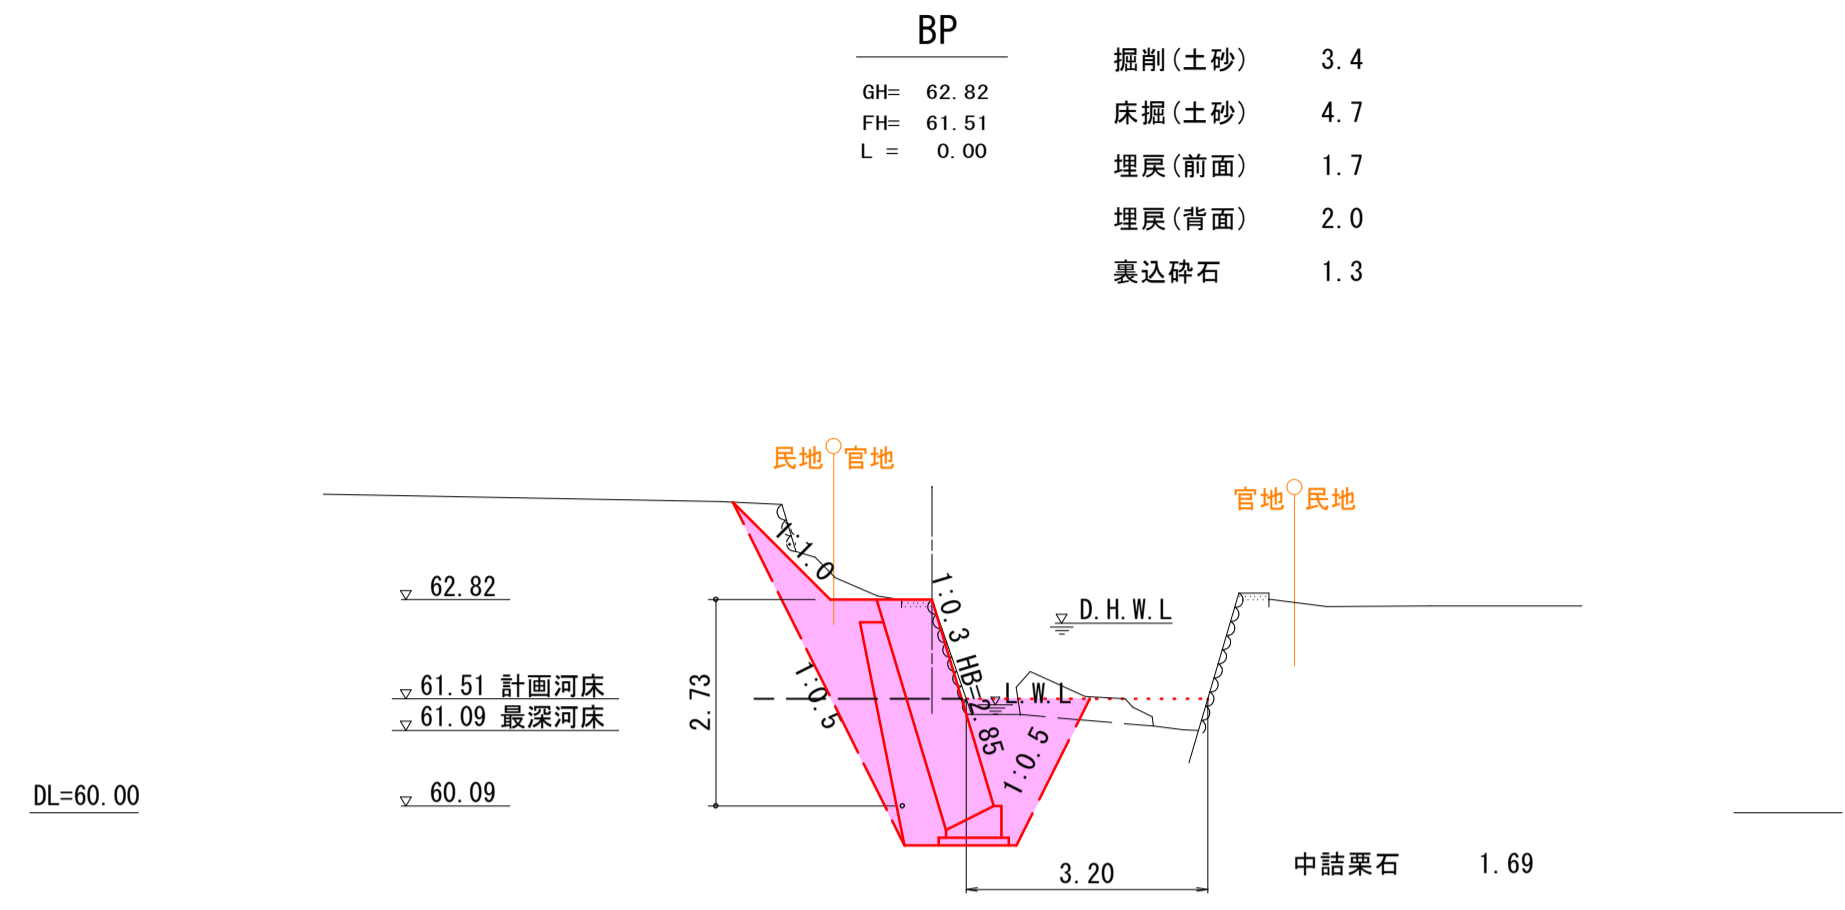 BP
GH= 62.82
FH= 61.51
L = 0.00
掘削(土砂) 3.4
床掘(土砂) 4.7
埋戻(前面) 1.7
埋戻(背面) 2.0
裏込砕石 1.3
民地 官地
官地 民地
1:1.0
62.82
1:0.3 HB=2.85
D.H.W.L
61.51 計画河床
61.09 最深河床
2.73
1:0.5
L.W.L
1:0.5
DL=60.00
60.09
3.20
中詰栗石 1.69